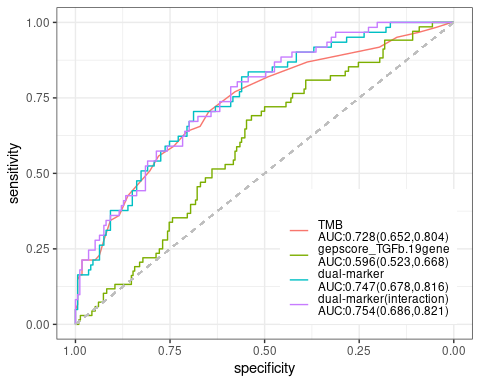 1.00
0.75
0.50
0.25
0.00
sensitivity
TMB
AUC:0.728(0.652,0.804)
gepscore_TGFb.19gene
AUC:0.596(0.523,0.668)
dual-marker
AUC:0.747(0.678,0.816)
dual-marker(interaction)
AUC:0.754(0.686,0.821)
1.00 0.75 0.50 0.25 0.00
specificity